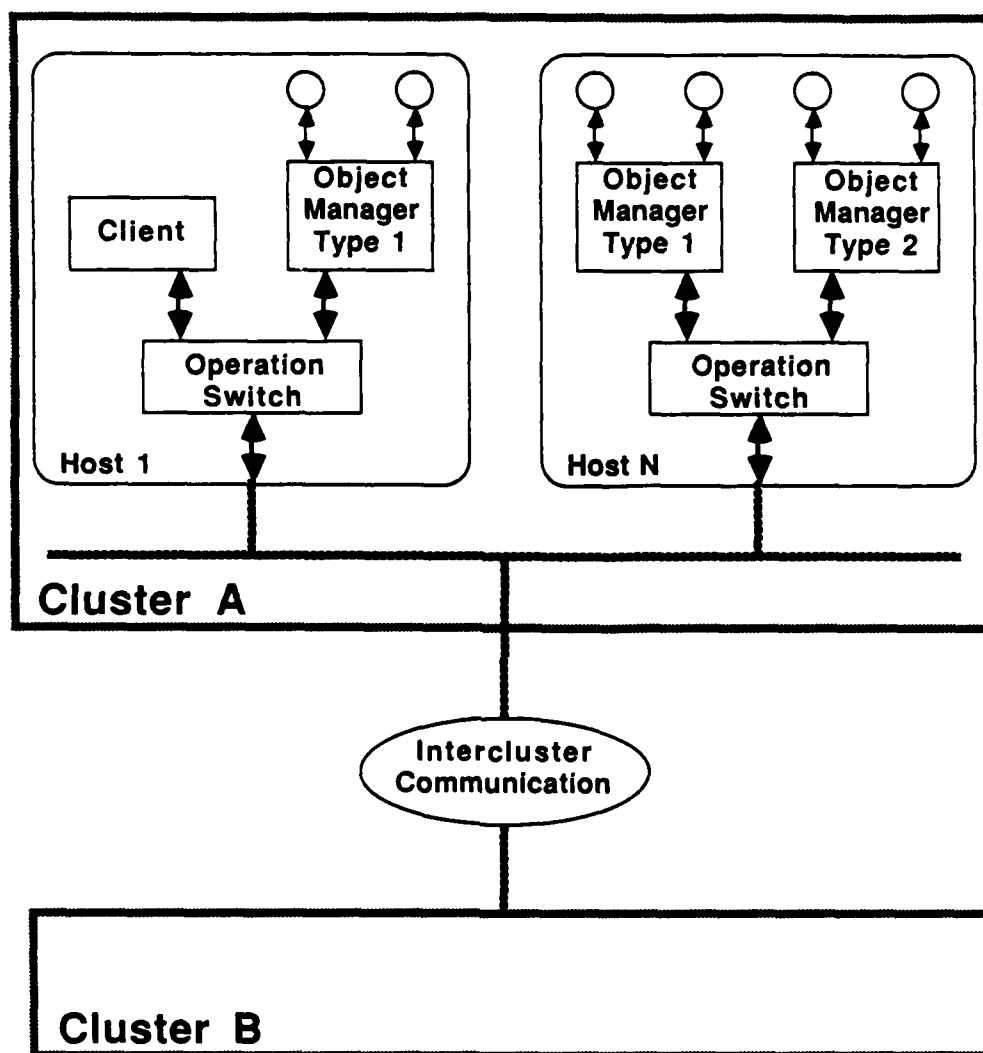 Object
Manager
Type 1
Client
Operation
Switch
Host 1
Object
Manager
Type 1
Object
Manager
Type 2
Operation
Switch
Host N
Cluster A
Intercluster
Communication
Cluster B